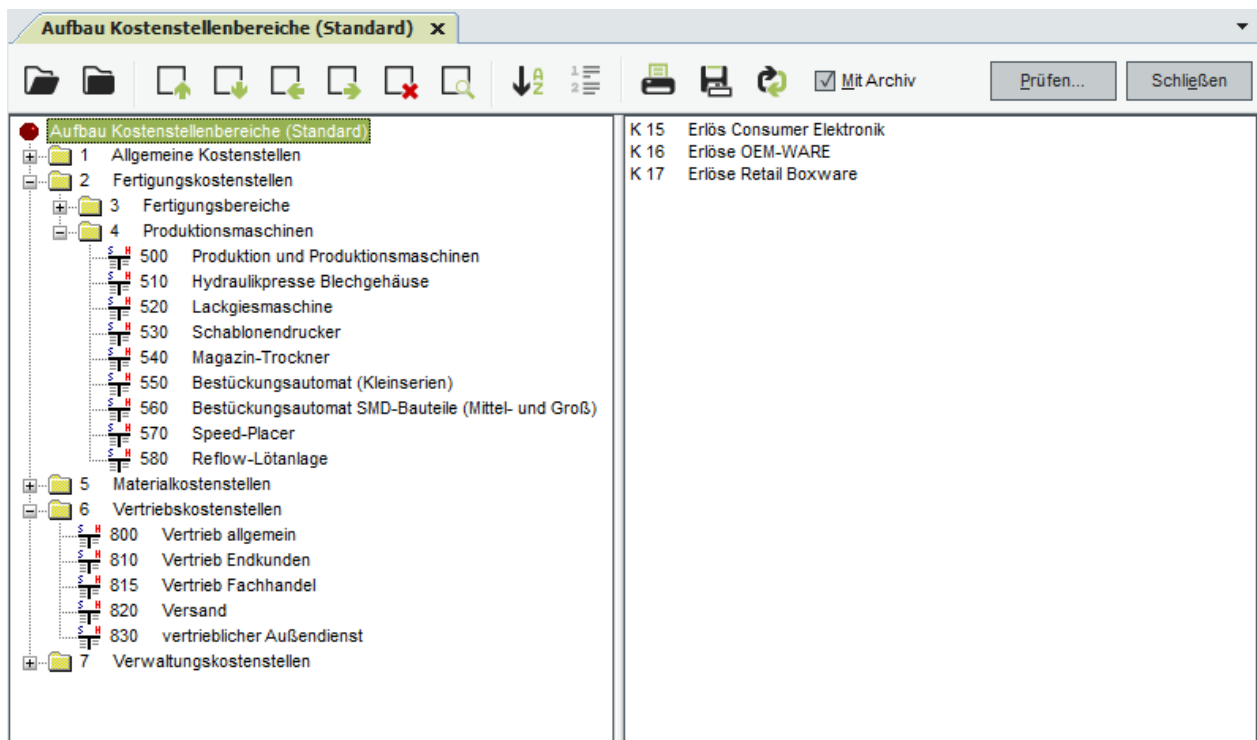 Aufbau Kostenstellenbereiche (Standard) x
Mit Archiv
Prüfen...
Schließen
Aufbau Kostenstellenbereiche (Standard)
1 Allgemeine Kostenstellen
2 Fertigungskostenstellen
3 Fertigungsbereiche
4 Produktionsmaschinen
500 Produktion und Produktionsmaschinen
510 Hydraulikpresse Blechgehäuse
520 Lackgiesmaschine
530 Schablonendrucker
540 Magazin-Trockner
550 Bestückungsautomat (Kleinserien)
560 Bestückungsautomat SMD-Bauteile (Mittel- und Groß)
570 Speed-Placer
580 Reflow-Lötanlage
5 Materialkostenstellen
6 Vertriebskostenstellen
800 Vertrieb allgemein
810 Vertrieb Endkunden
815 Vertrieb Fachhandel
820 Versand
830 vertrieblicher Außendienst
7 Verwaltungskostenstellen
K 15 Erlös Consumer Elektronik
K 16 Erlöse OEM-WARE
K 17 Erlöse Retail Boxware